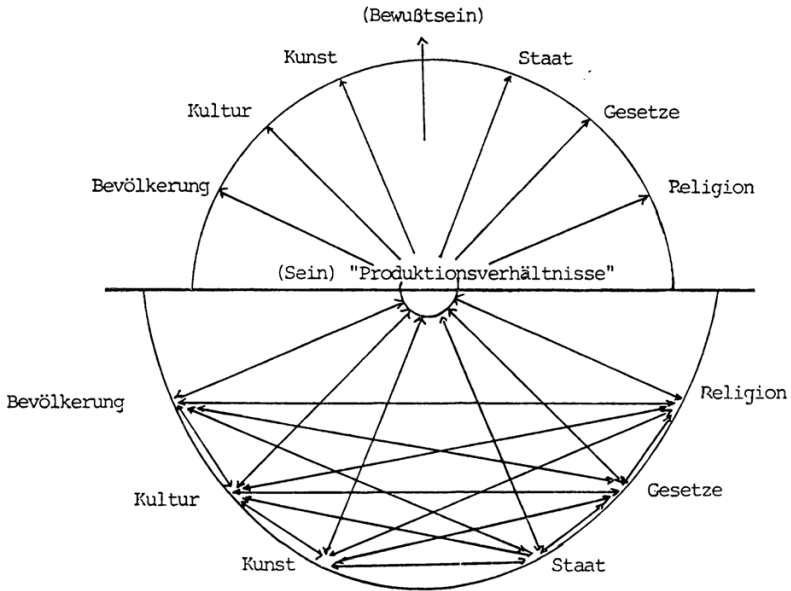 (Bewußtsein)
Kunst
Staat
Kultur
Gesetze
Bevölkerung
Religion
(Sein) "Produktionsverhältnisse"
Bevölkerung
Religion
Kultur
Gesetze
Kunst
Staat